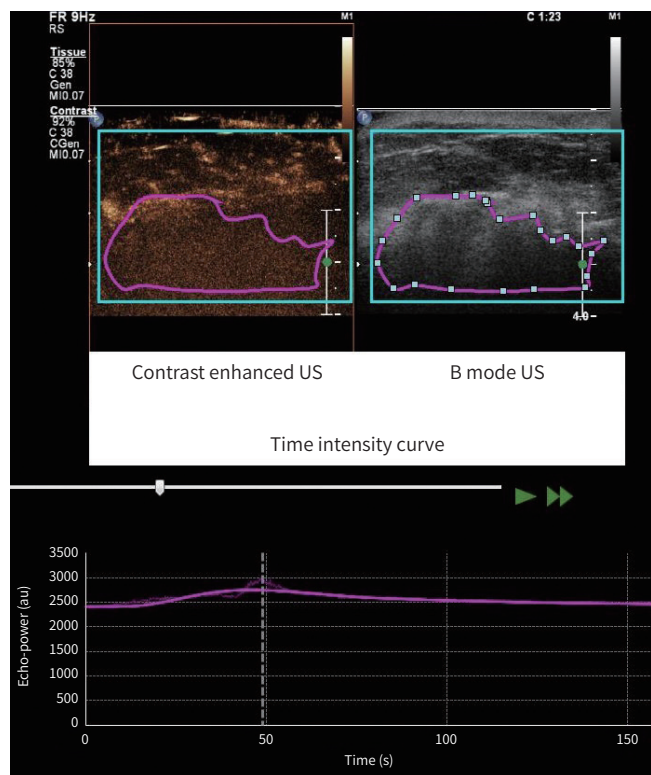 FR 9Hz
RS
M1
C 1:23
M1
Tissue
85%
C 38
Gen
MI0.07
Contrast
92%
C 38
CGen
MI0.07
P
P
4.0
Contrast enhanced US
B mode US
Time intensity curve
3500
3000
2500
2000
1500
1000
500
0
Echo-power (au)
0
50
100
150
Time (s)